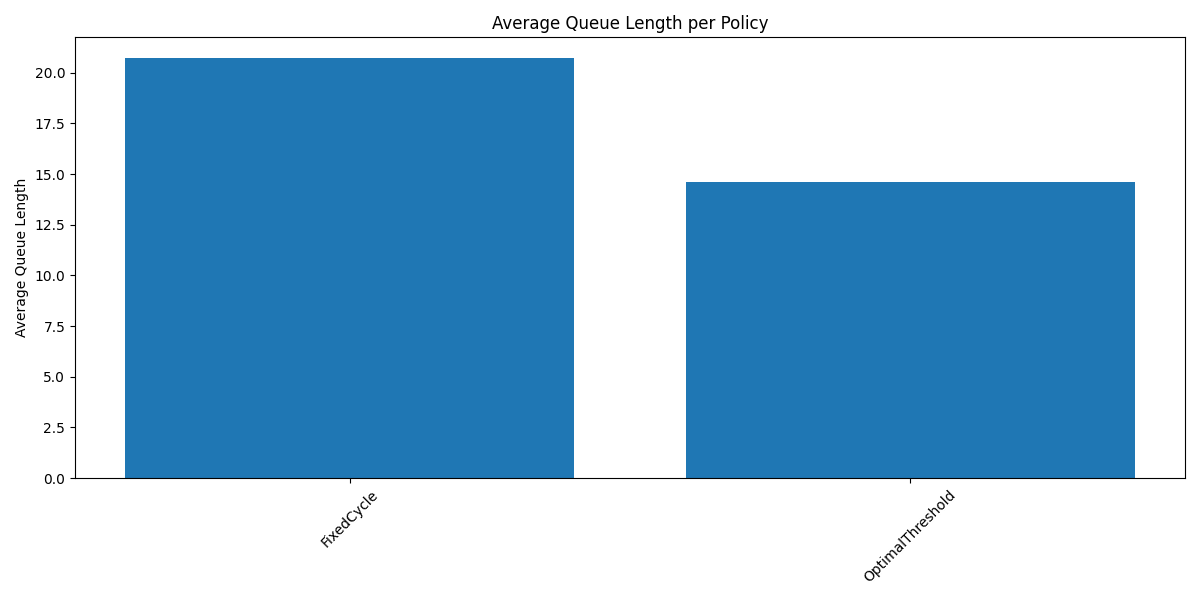 Average Queue Length per Policy
Average Queue Length
20.0
17.5
15.0
12.5
10.0
7.5
5.0
2.5
0.0
FixedCycle
OptimalThreshold